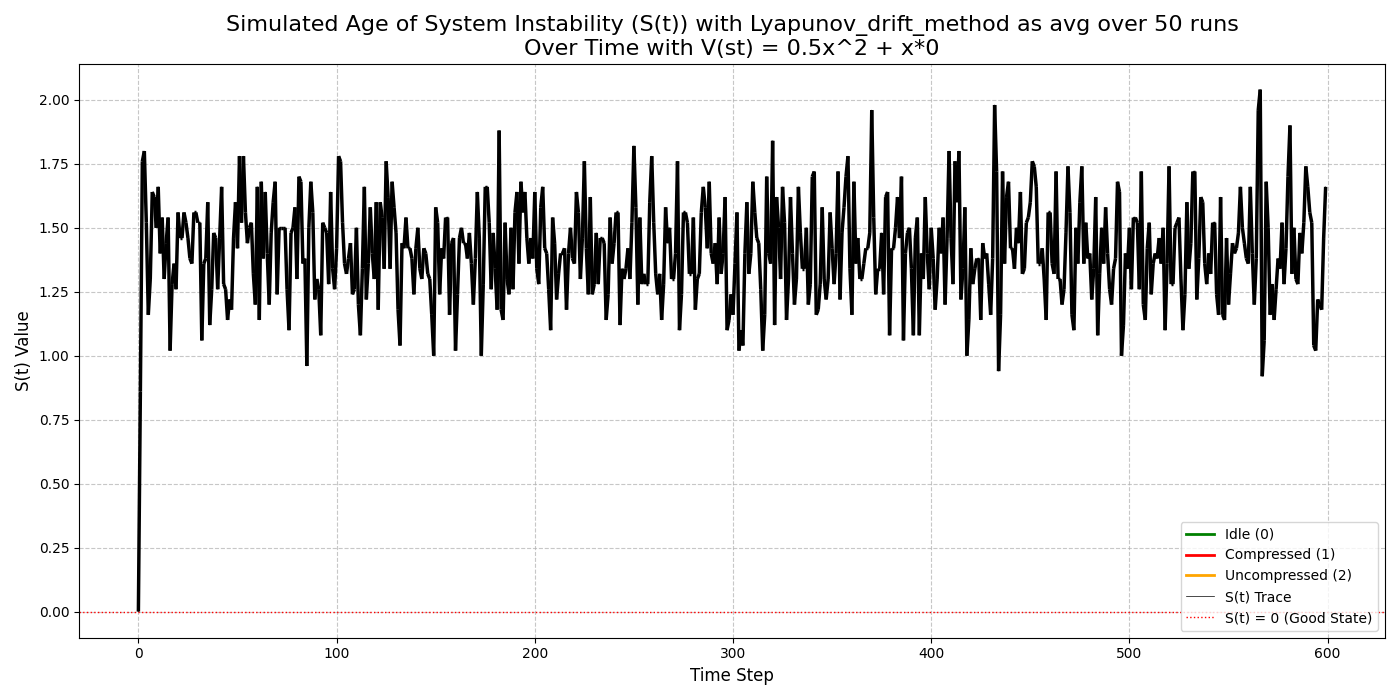 Simulated Age of System Instability (S(t)) with Lyapunov_drift_method as avg over 50 runs
Over Time with V(st) = 0.5x^2 + x*0
S(t) Value
2.00
1.75
1.50
1.25
1.00
0.75
0.50
0.25
0.00
Idle (0)
Compressed (1)
Uncompressed (2)
S(t) Trace
S(t) = 0 (Good State)
0 100 200 300 400 500 600
Time Step